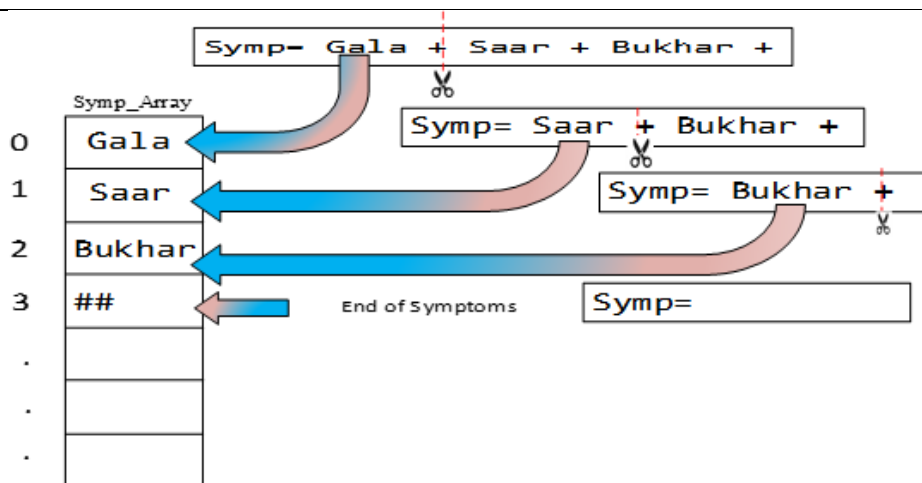 Symp- Gala + Saar + Bukhar +
Symp_Array
0 Gala
Symp= Saar + Bukhar +
1 Saar
Symp= Bukhar +
2 Bukhar
3 ## End of Symptoms Symp=
.
.
.